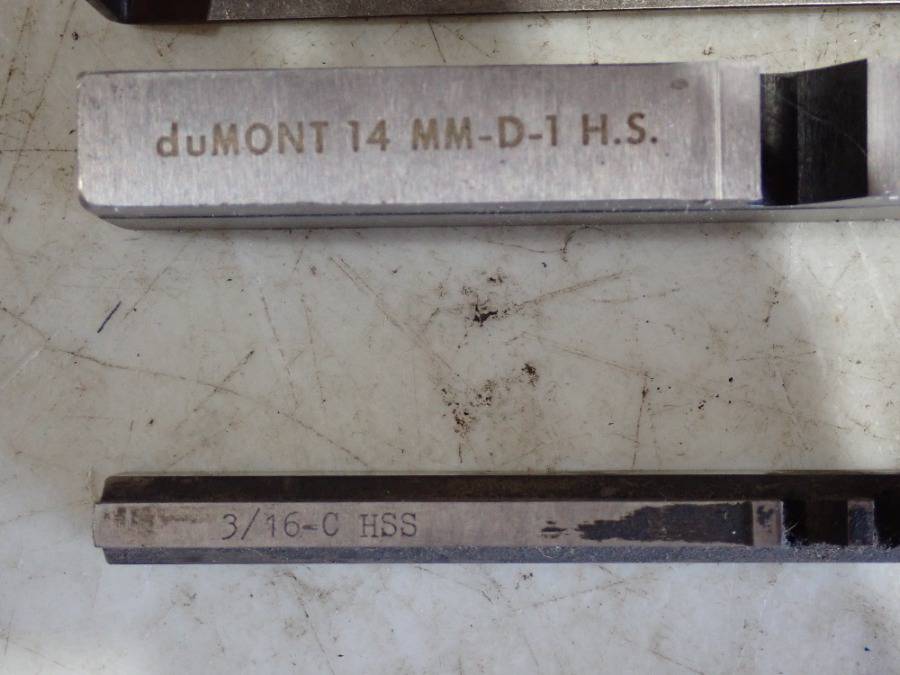 duMONT 14 MM-D-1 H.S.
3/16-C HSS